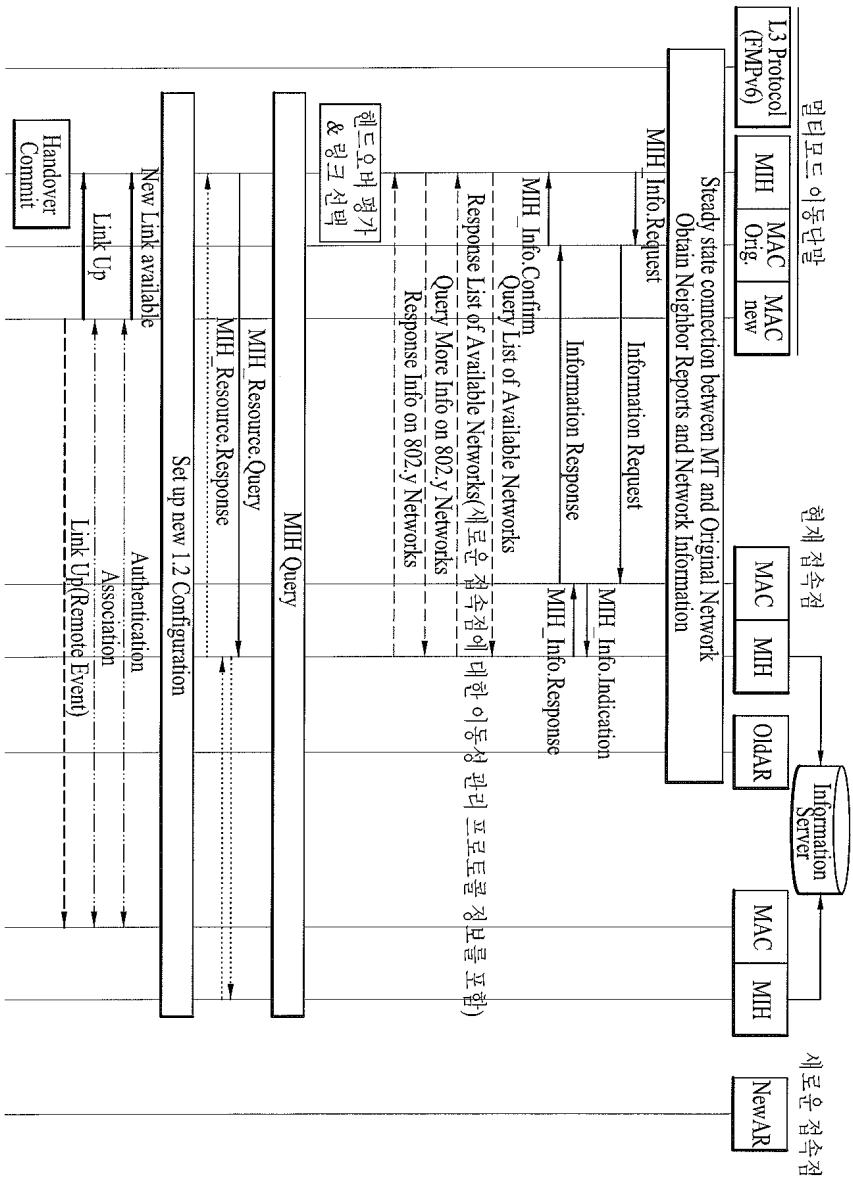 멀티모드 이동단말
현재 접속점
새로운 접속점
L3 Protocol
(FMPv6)
MIH
MAC
Orig.
MAC
new
MAC
MIH
OldAR
Information
Server
MAC
MIH
NewAR
Steady state connection between MT and Original Network
Obtain Neighbor Reports and Network Information
MIH_Info.Request
Information Request
MIH_Info.Indication
MIH_Info.Response
Information Response
MIH_Info.Confirm
Query List of Available Networks
Response List of Available Networks(새로운 접속점에 대한 이동성 관리 프로토콜 정보를 포함)
Query More Info on 802.y Networks
Response Info on 802.y Networks
핸드오버 평가
& 링크 선택
MIH Query
MIH_Resource.Query
MIH_Resource.Response
Set up new 1.2 Configuration
New Link available
Authentication
Link Up
Association
Link Up(Remote Event)
Handover
Commit